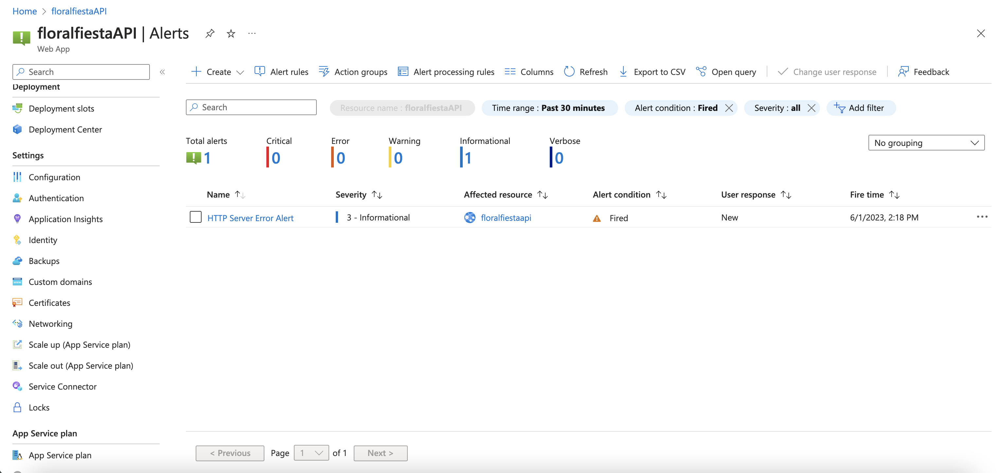 Home > floralfiestaAPI
floralfiestaAPI | Alerts ...
Web App
Search «
Deployment
Deployment slots
Deployment Center
Settings
Configuration
Authentication
Application Insights
Identity
Backups
Custom domains
Certificates
Networking
Scale up (App Service plan)
Scale out (App Service plan)
Service Connector
Locks
App Service plan
App Service plan
Create Alert rules Action groups Alert processing rules Columns Refresh Export to CSV Open query Change user response Feedback
Search Resource name : floralfiestaAPI Time range : Past 30 minutes Alert condition : Fired Severity : all Add filter
Total alerts Critical Error Warning Informational Verbose
1 0 0 0 1 0
No grouping
Name Severity Affected resource Alert condition User response Fire time
HTTP Server Error Alert 3 - Informational floralfiestaapi Fired New 6/1/2023, 2:18 PM
< Previous Page 1 of 1 Next >